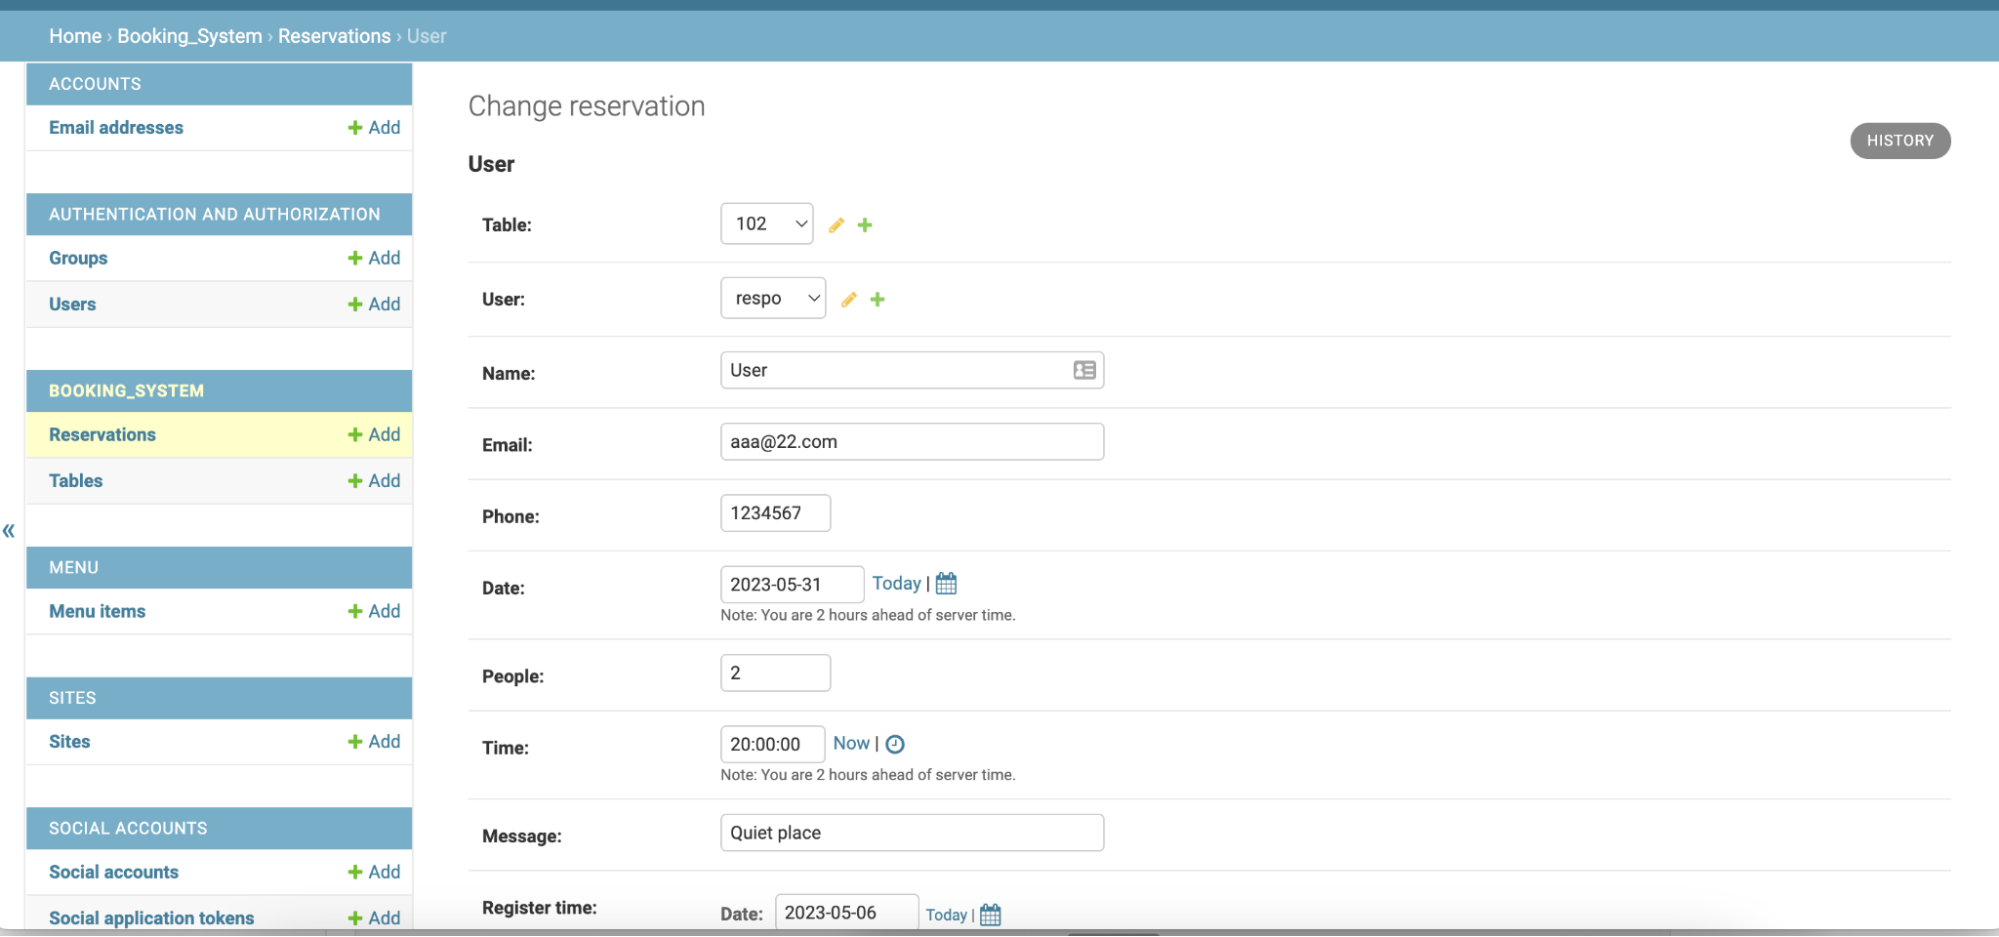 Home › Booking_System › Reservations › User
ACCOUNTS
Email addresses + Add
AUTHENTICATION AND AUTHORIZATION
Groups + Add
Users + Add
BOOKING_SYSTEM
Reservations + Add
Tables + Add
«
MENU
Menu items + Add
SITES
Sites + Add
SOCIAL ACCOUNTS
Social accounts + Add
Social application tokens + Add
Change reservation
HISTORY
User
Table: 102
User: respo
Name: User
Email: aaa@22.com
Phone: 1234567
Date: 2023-05-31 Today |
Note: You are 2 hours ahead of server time.
People: 2
Time: 20:00:00 Now |
Note: You are 2 hours ahead of server time.
Message: Quiet place
Register time: Date: 2023-05-06 Today |